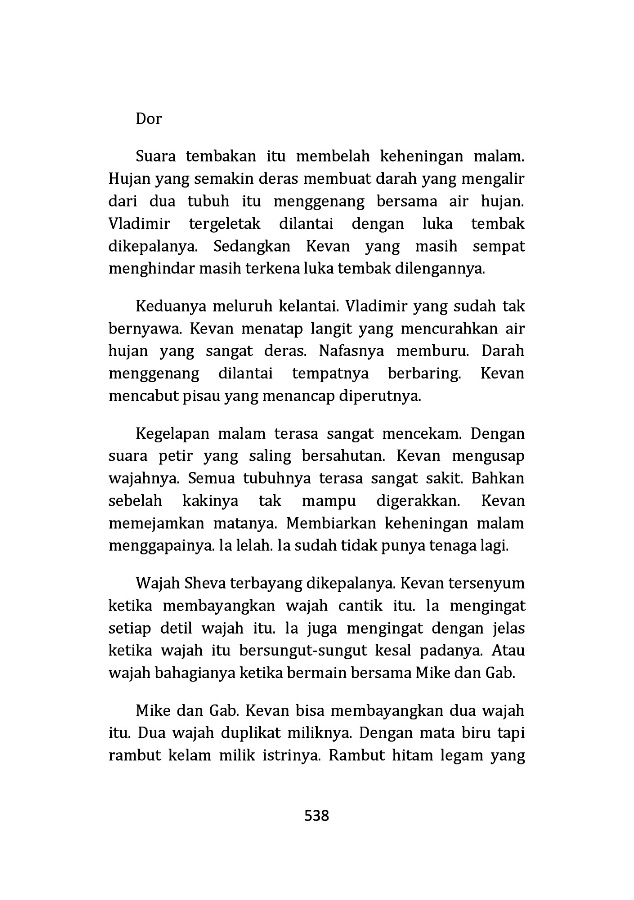 Dor
Suara tembakan itu membelah keheningan malam.
Hujan yang semakin deras membuat darah yang mengalir
dari dua tubuh itu menggenang bersama air hujan.
Vladimir tergeletak dilantai dengan luka tembak
dikepalanya. Sedangkan Kevan yang masih sempat
menghindar masih terkena luka tembak dilengannya.
Keduanya meluruh kelantai. Vladimir yang sudah tak
bernyawa. Kevan menatap langit yang mencurahkan air
hujan yang sangat deras. Nafasnya memburu. Darah
menggenang dilantai tempatnya berbaring. Kevan
mencabut pisau yang menancap diperutnya.
Kegelapan malam terasa sangat mencekam. Dengan
suara petir yang saling bersahutan. Kevan mengusap
wajahnya. Semua tubuhnya terasa sangat sakit. Bahkan
sebelah kakinya tak mampu digerakkan. Kevan
memejamkan matanya. Membiarkan keheningan malam
menggapainya. Ia lelah. Ia sudah tidak punya tenaga lagi.
Wajah Sheva terbayang dikepalanya. Kevan tersenyum
ketika membayangkan wajah cantik itu. Ia mengingat
setiap detil wajah itu. Ia juga mengingat dengan jelas
ketika wajah itu bersungut-sungut kesal padanya. Atau
wajah bahagianya ketika bermain bersama Mike dan Gab.
Mike dan Gab. Kevan bisa membayangkan dua wajah
itu. Dua wajah duplikat miliknya. Dengan mata biru tapi
rambut kelam milik istrinya. Rambut hitam legam yang
538